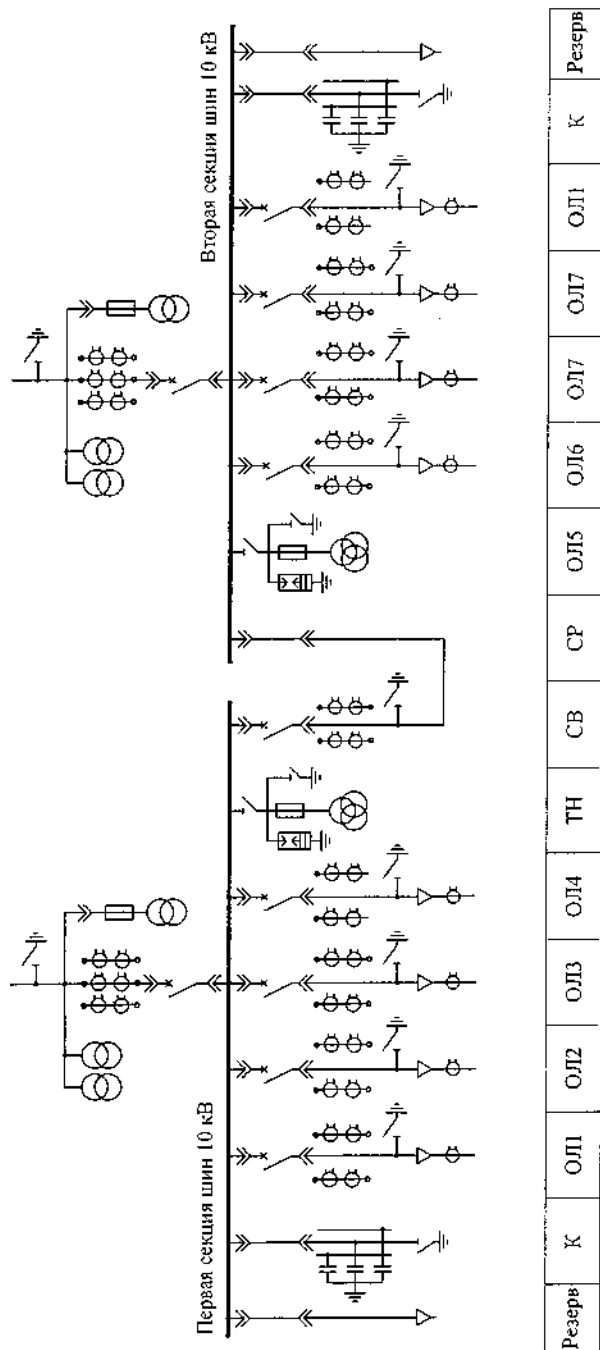 Первая секция шин 10 кВ
Вторая секция шин 10 кВ
Резерв
К
ОЛ1
ОЛ2
ОЛ3
ОЛ4
ТН
СВ
СР
ОЛ5
ОЛ6
ОЛ7
ОЛ7
ОЛ1
К
Резерв